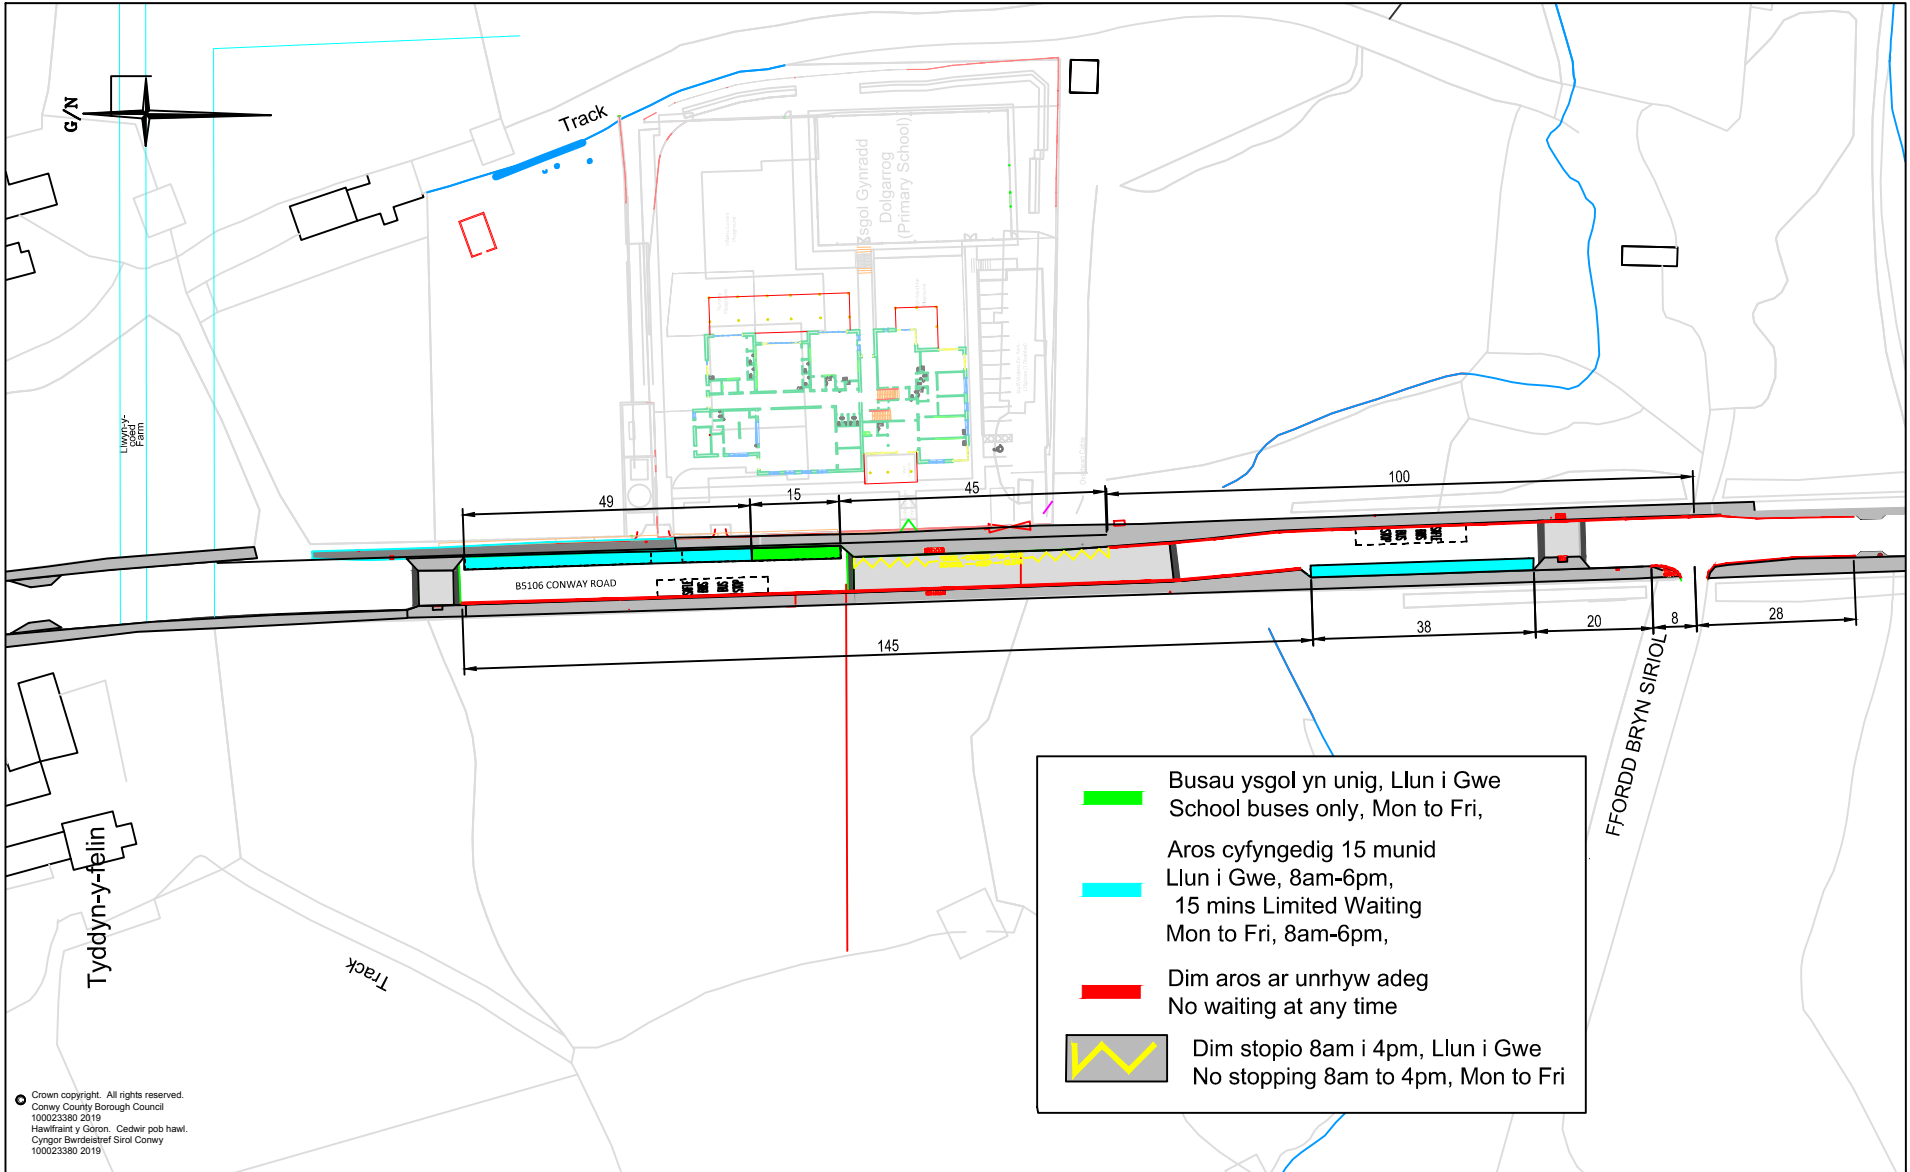 G/N
Track
Ysgol Gynradd
Dolgarrog
(Primary School)
Llwyn-y-
coed
Farm
49
15
45
100
B5106 CONWAY ROAD
145
38
20
8
28
FFORDD BRYN SIRIOL
Tyddyn-y-felin
Track
Busau ysgol yn unig, Llun i Gwe
School buses only, Mon to Fri,
Aros cyfyngedig 15 munid
Llun i Gwe, 8am-6pm,
15 mins Limited Waiting
Mon to Fri, 8am-6pm,
Dim aros ar unrhyw adeg
No waiting at any time
Dim stopio 8am i 4pm, Llun i Gwe
No stopping 8am to 4pm, Mon to Fri
Crown copyright. All rights reserved.
Conwy County Borough Council
100023380 2019
Hawlfraint y Goron. Cedwir pob hawl.
Cyngor Bwrdeistref Sirol Conwy
100023380 2019